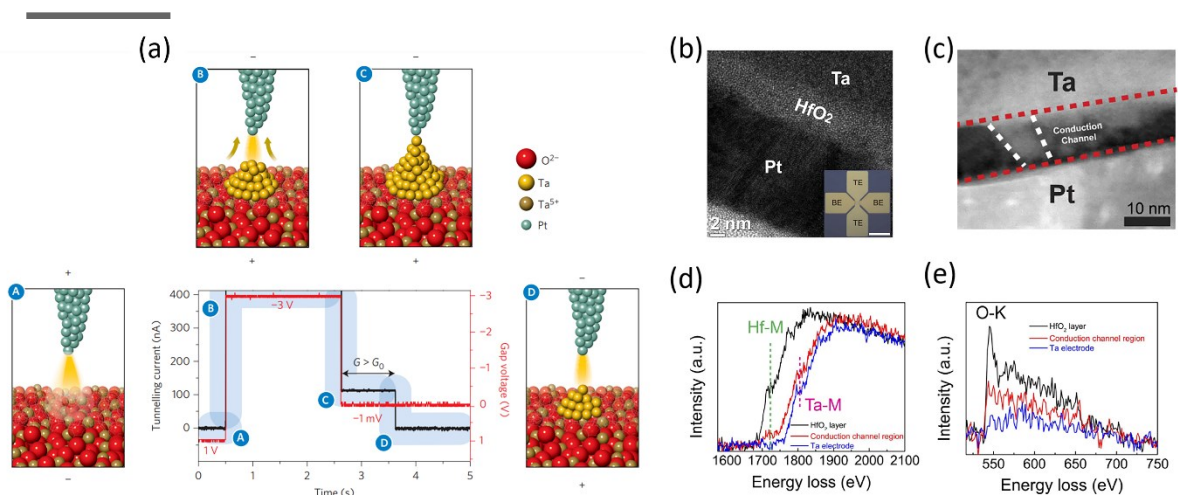 (a)
B
−
C
−
O2−
Ta
Ta5+
Pt
+
+
A
+
−
Tunnelling current (nA)
400
300
200
100
0
B
−3 V
G > G0
C
−1 mV
A
D
1 V
0
1
2
3
4
5
Time (s)
−3
−2
−1
0
1
Gap voltage (V)
D
−
+
(b)
Ta
HfO2
Pt
TE
BE
BE
TE
2 nm
(c)
Ta
Conduction
Channel
Pt
10 nm
(d)
Intensity (a.u.)
Hf-M
Ta-M
HfO2 layer
Conduction channel region
Ta electrode
1600 1700 1800 1900 2000 2100
Energy loss (eV)
(e)
Intensity (a.u.)
O-K
HfO2 layer
Conduction channel region
Ta electrode
550 600 650 700 750
Energy loss (eV)